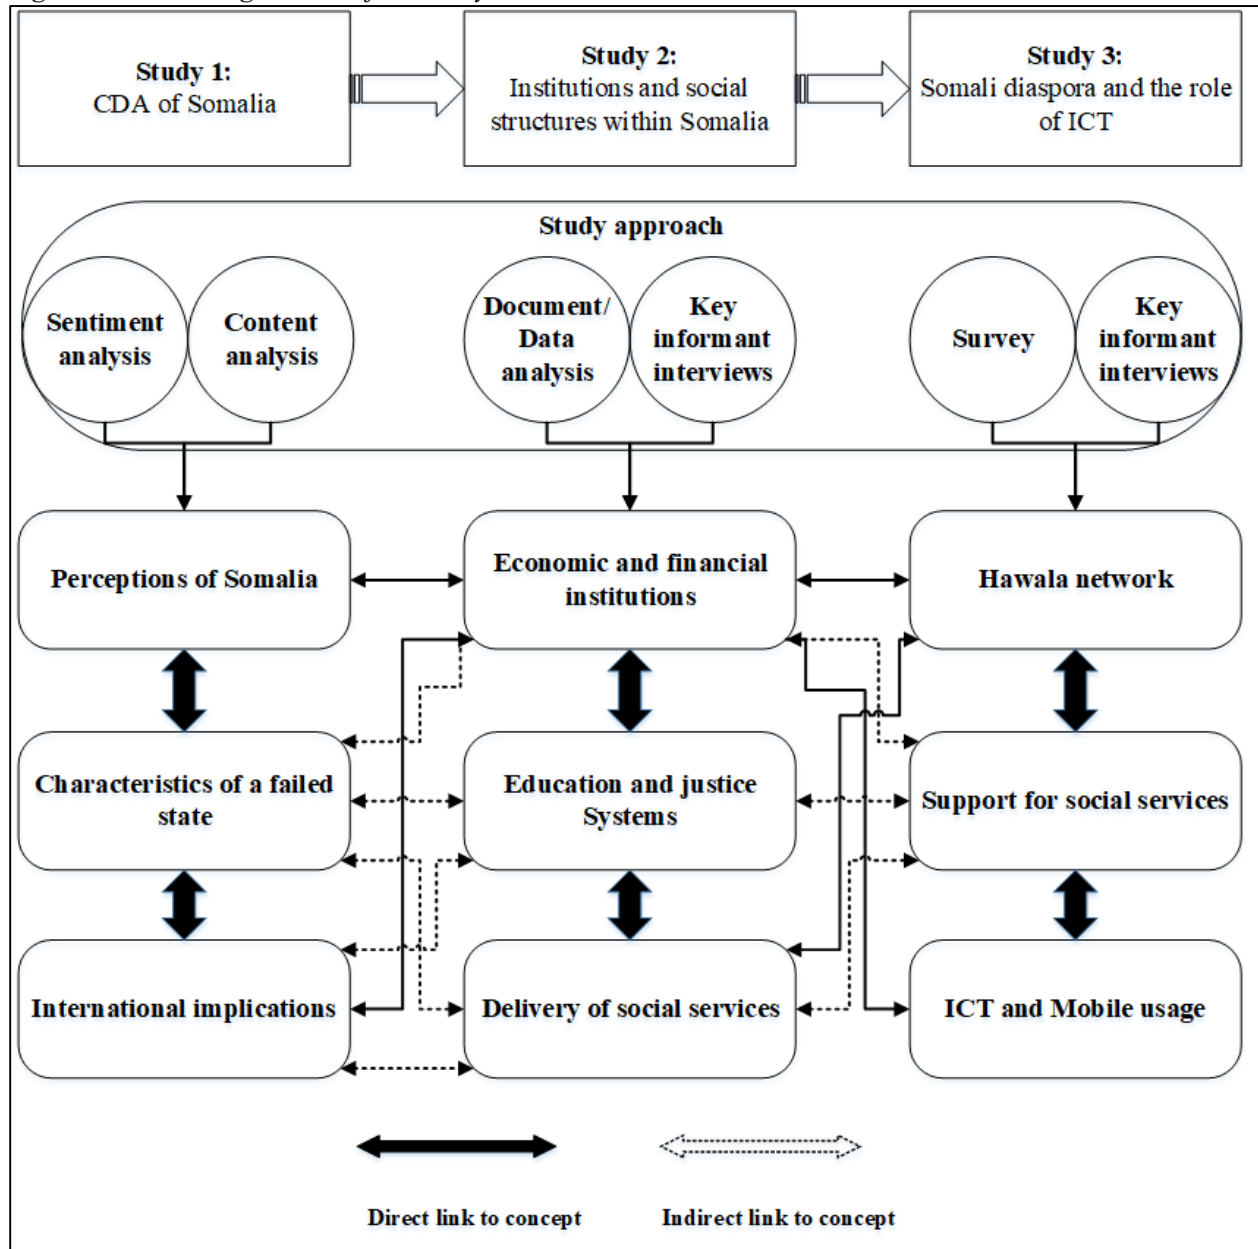 Study 1:
CDA of Somalia
Study 2:
Institutions and social
structures within Somalia
Study 3:
Somali diaspora and the role
of ICT
Study approach
Sentiment
analysis
Content
analysis
Document/
Data
analysis
Key
informant
interviews
Survey
Key
informant
interviews
Perceptions of Somalia
Economic and financial
institutions
Hawala network
Characteristics of a failed
state
Education and justice
Systems
Support for social services
International implications
Delivery of social services
ICT and Mobile usage
Direct link to concept
Indirect link to concept